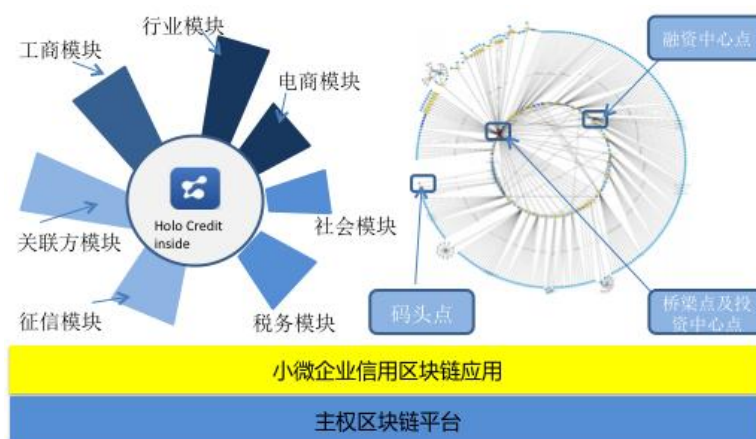 行业模块
工商模块
电商模块
Holo Credit
inside
关联方模块
社会模块
征信模块
税务模块
融资中心点
码头点
桥梁点及投
资中心点
小微企业信用区块链应用
主权区块链平台